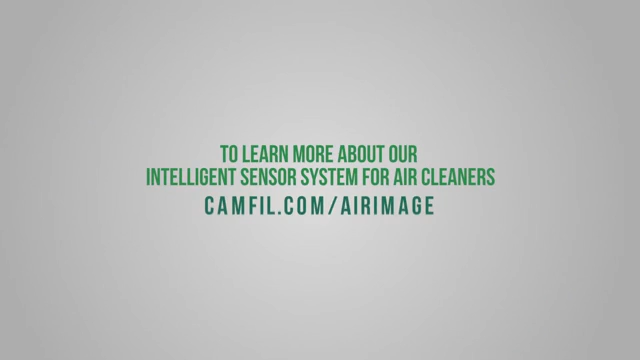 TO LEARN MORE ABOUT OUR
INTELLIGENT SENSOR SYSTEM FOR AIR CLEANERS
CAMFIL.COM/AIRIMAGE